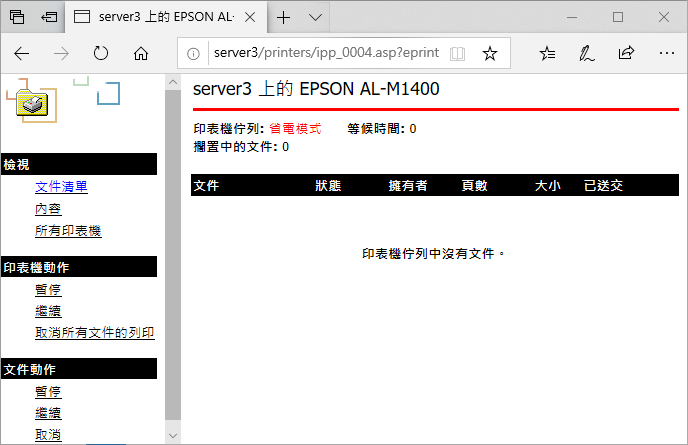 server3 上的 EPSON AL-
server3/printers/ipp_0004.asp?eprint
server3 上的 EPSON AL-M1400
印表機佇列: 省電模式 等候時間: 0
擱置中的文件: 0
文件 狀態 擁有者 頁數 大小 已送交
印表機佇列中沒有文件。
檢視
文件清單
內容
所有印表機
印表機動作
暫停
繼續
取消所有文件的列印
文件動作
暫停
繼續
取消